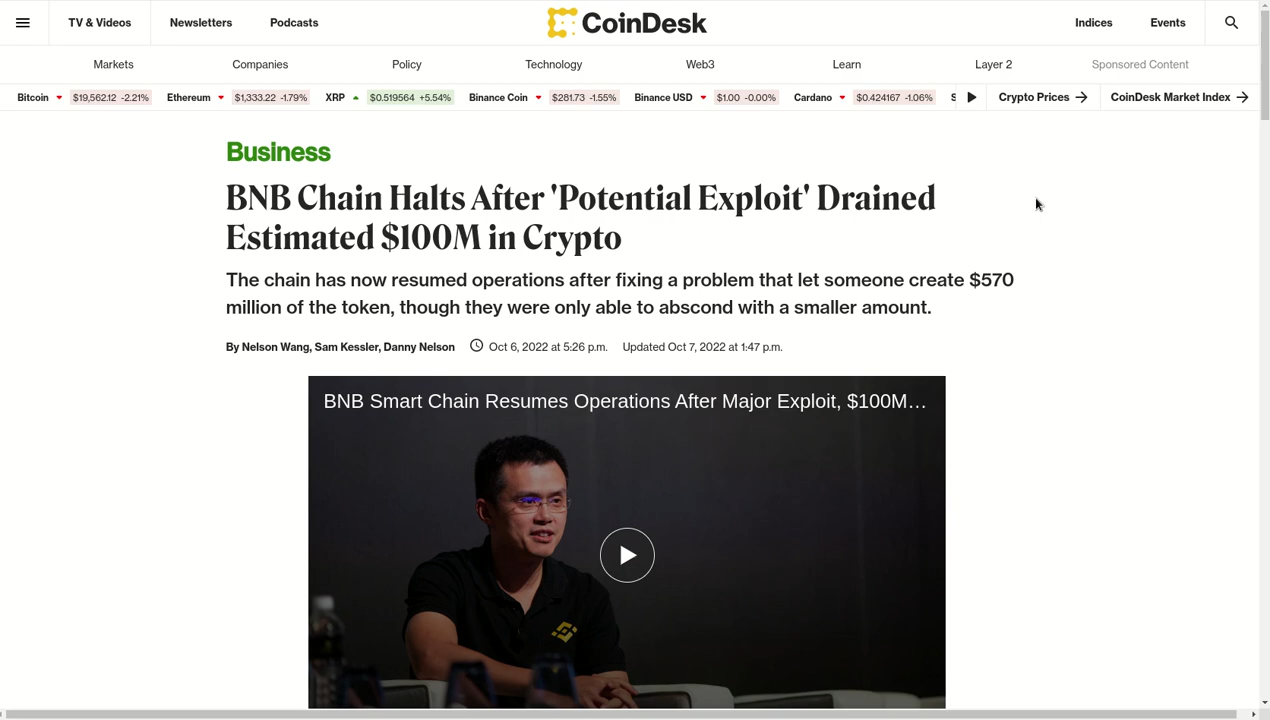 TV & Videos Newsletters Podcasts CoinDesk Indices Events
Markets Companies Policy Technology Web3 Learn Layer 2 Sponsored Content
Bitcoin $19,562.12 -2.21% Ethereum $1,333.22 -1.79% XRP $0.519564 +5.54% Binance Coin $281.73 -1.55% Binance USD $1.00 -0.00% Cardano $0.424167 -1.06% S Crypto Prices CoinDesk Market Index
Business
BNB Chain Halts After 'Potential Exploit' Drained
Estimated $100M in Crypto
The chain has now resumed operations after fixing a problem that let someone create $570
million of the token, though they were only able to abscond with a smaller amount.
By Nelson Wang, Sam Kessler, Danny Nelson Oct 6, 2022 at 5:26 p.m. Updated Oct 7, 2022 at 1:47 p.m.
BNB Smart Chain Resumes Operations After Major Exploit, $100M…